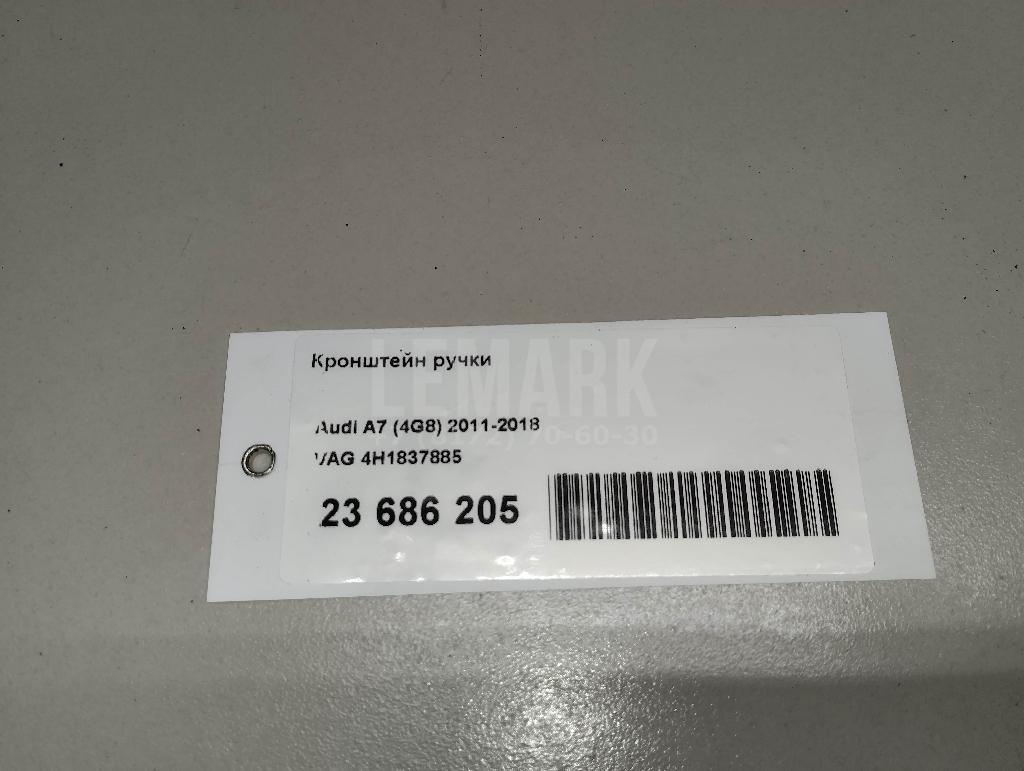 Кронштейн ручки
LEMARK
Audi A7 (4G8) 2011-2018
VAG 4H1837885
23 686 205